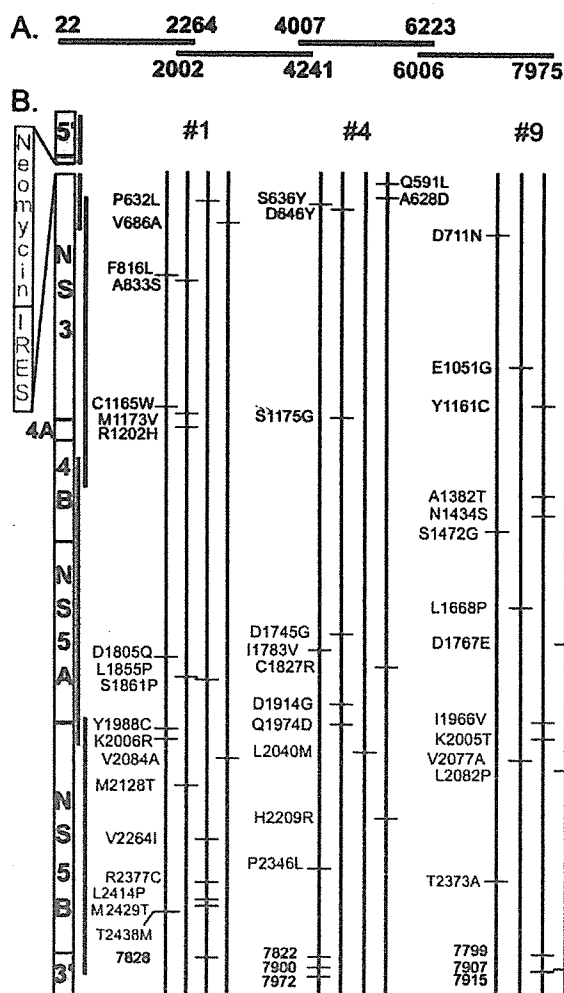 A.
22 2264 4007 6223
2002 4241 6006 7975
B.
#1 #4 #9
Neomycin IRES
5'
NS3
4A
4B
NS5A
NS5B
3'
P632L
V686A
F816L
A833S
C1165W
M1173V
R1202H
D1805Q
L1855P
S1861P
Y1988C
K2006R
V2084A
M2128T
V2264I
R2377C
L2414P
M2429T
T2438M
7828
Q591L
S636Y A628D
D846Y
S1175G
D1745G
I1783V
C1827R
D1914G
Q1974D
L2040M
H2209R
P2346L
7822
7900
7972
D711N
E1051G
Y1161C
A1382T
N1434S
S1472G
L1668P
D1767E
I1966V
K2005T
V2077A
L2082P
T2373A
7799
7907
7915